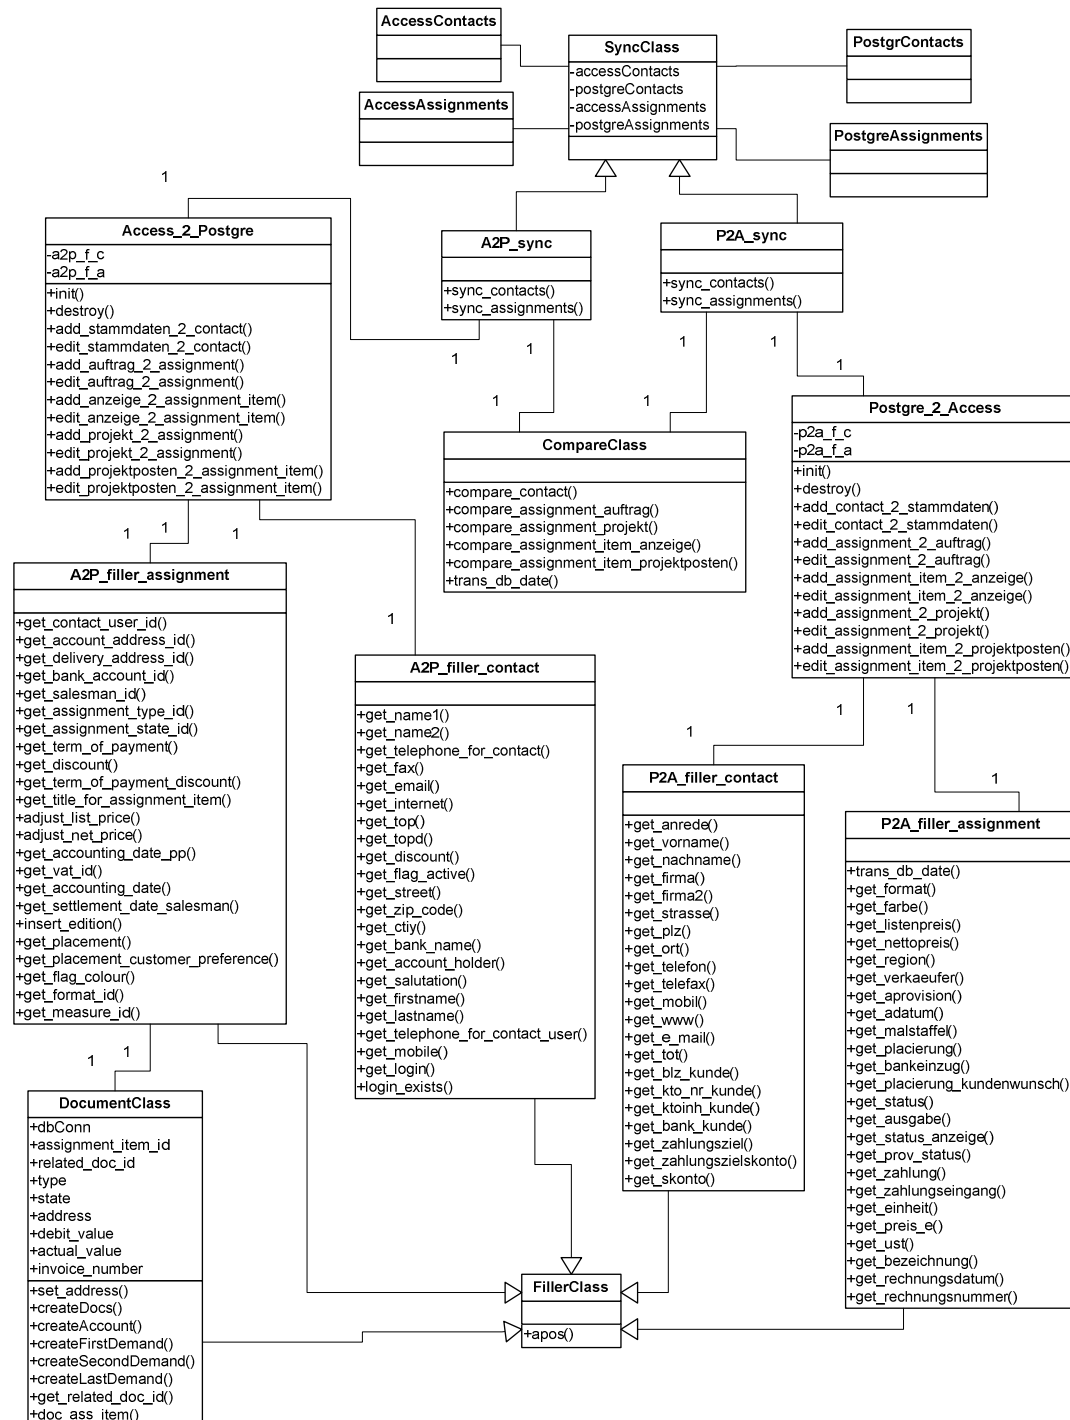 AccessContacts
SyncClass
-accessContacts
-postgreContacts
-accessAssignments
-postgreAssignments
PostgrContacts
AccessAssignments
PostgreAssignments
1
Access_2_Postgre
-a2p_f_c
-a2p_f_a
+init()
+destroy()
+add_stammdaten_2_contact()
+edit_stammdaten_2_contact()
+add_auftrag_2_assignment()
+edit_auftrag_2_assignment()
+add_anzeige_2_assignment_item()
+edit_anzeige_2_assignment_item()
+add_projekt_2_assignment()
+edit_projekt_2_assignment()
+add_projektposten_2_assignment_item()
+edit_projektposten_2_assignment_item()
A2P_sync
+sync_contacts()
+sync_assignments()
P2A_sync
+sync_contacts()
+sync_assignments()
1
1
1
1
1
1
1
CompareClass
+compare_contact()
+compare_assignment_auftrag()
+compare_assignment_projekt()
+compare_assignment_item_anzeige()
+compare_assignment_item_projektposten()
+trans_db_date()
Postgre_2_Access
-p2a_f_c
-p2a_f_a
+init()
+destroy()
+add_contact_2_stammdaten()
+edit_contact_2_stammdaten()
+add_assignment_2_auftrag()
+edit_assignment_2_auftrag()
+add_assignment_item_2_anzeige()
+edit_assignment_item_2_anzeige()
+add_assignment_2_projekt()
+edit_assignment_2_projekt()
+add_assignment_item_2_projektposten()
+edit_assignment_item_2_projektposten()
1
1
1
A2P_filler_assignment
+get_contact_user_id()
+get_account_address_id()
+get_delivery_address_id()
+get_bank_account_id()
+get_salesman_id()
+get_assignment_type_id()
+get_assignment_state_id()
+get_term_of_payment()
+get_discount()
+get_term_of_payment_discount()
+get_title_for_assignment_item()
+adjust_list_price()
+adjust_net_price()
+get_accounting_date_pp()
+get_vat_id()
+get_accounting_date()
+get_settlement_date_salesman()
+insert_edition()
+get_placement()
+get_placement_customer_preference()
+get_flag_colour()
+get_format_id()
+get_measure_id()
1
A2P_filler_contact
+get_name1()
+get_name2()
+get_telephone_for_contact()
+get_fax()
+get_email()
+get_internet()
+get_top()
+get_topd()
+get_discount()
+get_flag_active()
+get_street()
+get_zip_code()
+get_ctiy()
+get_bank_name()
+get_account_holder()
+get_salutation()
+get_firstname()
+get_lastname()
+get_telephone_for_contact_user()
+get_mobile()
+get_login()
+login_exists()
1
1
1
1
P2A_filler_contact
+get_anrede()
+get_vorname()
+get_nachname()
+get_firma()
+get_firma2()
+get_strasse()
+get_plz()
+get_ort()
+get_telefon()
+get_telefax()
+get_mobil()
+get_www()
+get_e_mail()
+get_tot()
+get_blz_kunde()
+get_kto_nr_kunde()
+get_ktoinh_kunde()
+get_bank_kunde()
+get_zahlungsziel()
+get_zahlungszielskonto()
+get_skonto()
P2A_filler_assignment
+trans_db_date()
+get_format()
+get_farbe()
+get_listenpreis()
+get_nettopreis()
+get_region()
+get_verkaeufer()
+get_aprovision()
+get_adatum()
+get_malstaffel()
+get_placierung()
+get_bankeinzug()
+get_placierung_kundenwunsch()
+get_status()
+get_ausgabe()
+get_status_anzeige()
+get_prov_status()
+get_zahlung()
+get_zahlungseingang()
+get_einheit()
+get_preis_e()
+get_ust()
+get_bezeichnung()
+get_rechnungsdatum()
+get_rechnungsnummer()
1
1
DocumentClass
+dbConn
+assignment_item_id
+related_doc_id
+type
+state
+address
+debit_value
+actual_value
+invoice_number
+set_address()
+createDocs()
+createAccount()
+createFirstDemand()
+createSecondDemand()
+createLastDemand()
+get_related_doc_id()
+doc_ass_item()
FillerClass
+apos()